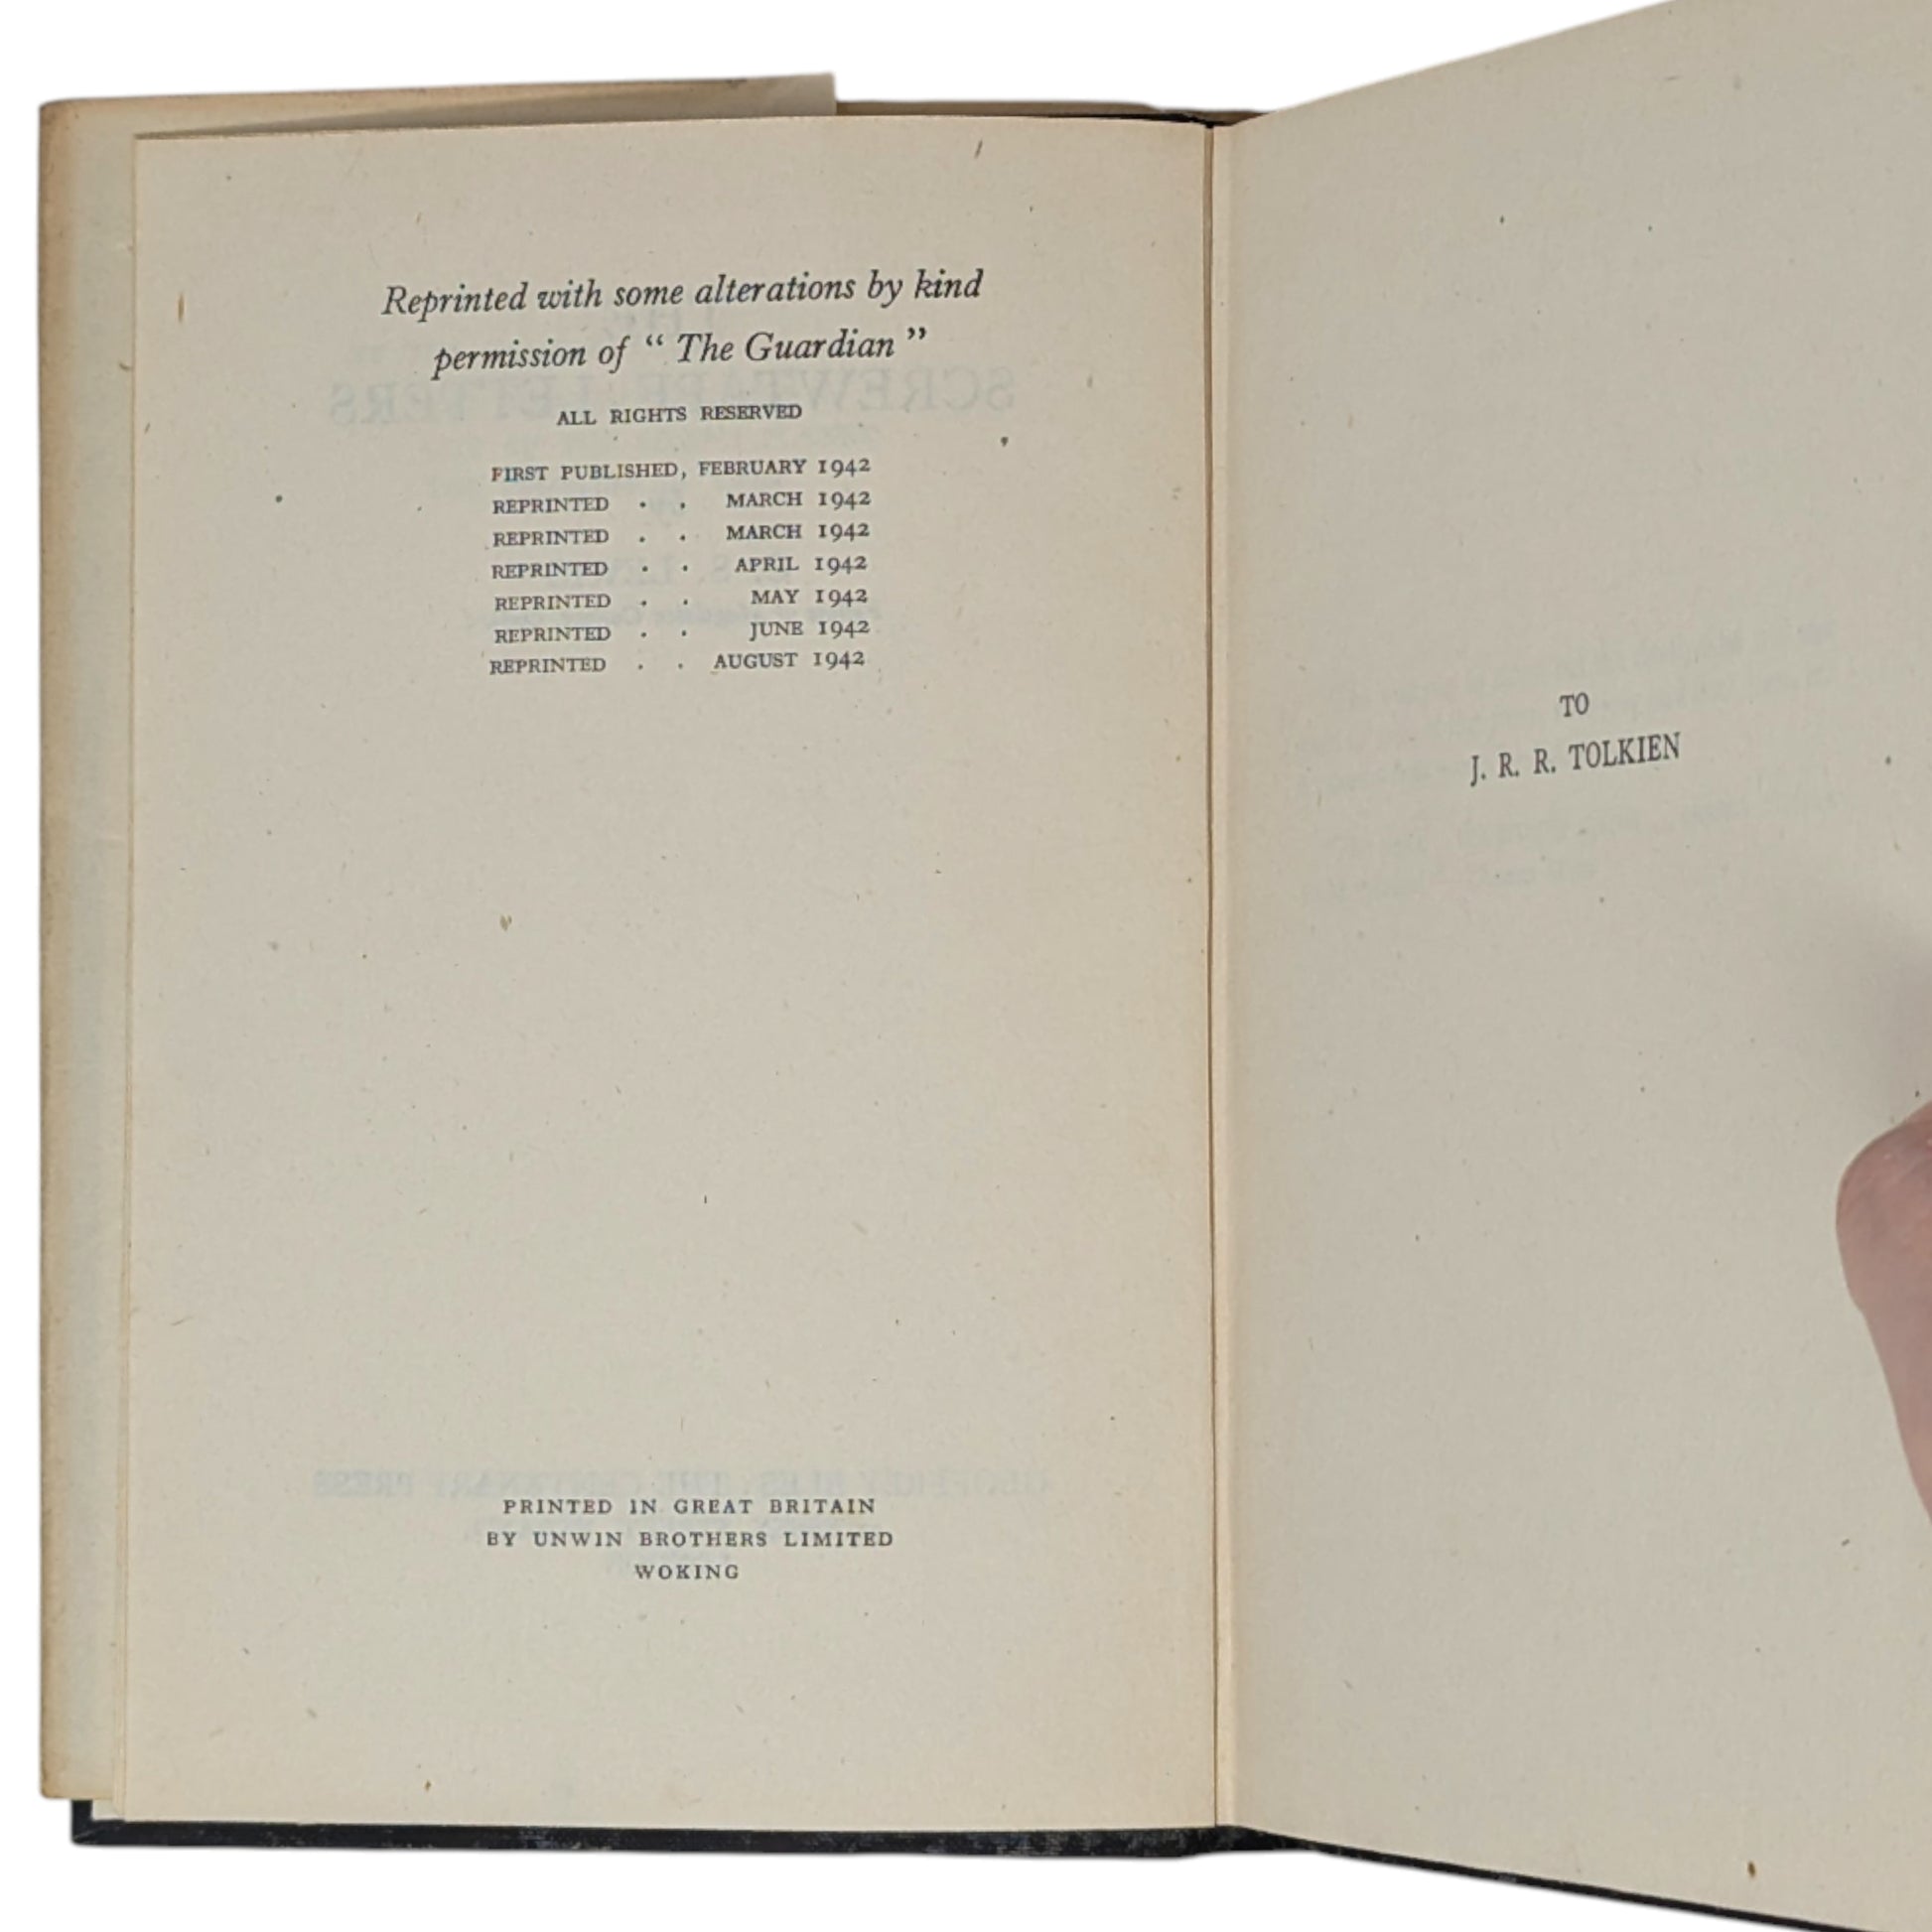 Reprinted with some alterations by kind
permission of “ The Guardian ”
ALL RIGHTS RESERVED
FIRST PUBLISHED, FEBRUARY 1942
REPRINTED . . MARCH 1942
REPRINTED . . MARCH 1942
REPRINTED . . APRIL 1942
REPRINTED . . MAY 1942
REPRINTED . . JUNE 1942
REPRINTED . . AUGUST 1942
PRINTED IN GREAT BRITAIN
BY UNWIN BROTHERS LIMITED
WOKING
TO
J. R. R. TOLKIEN